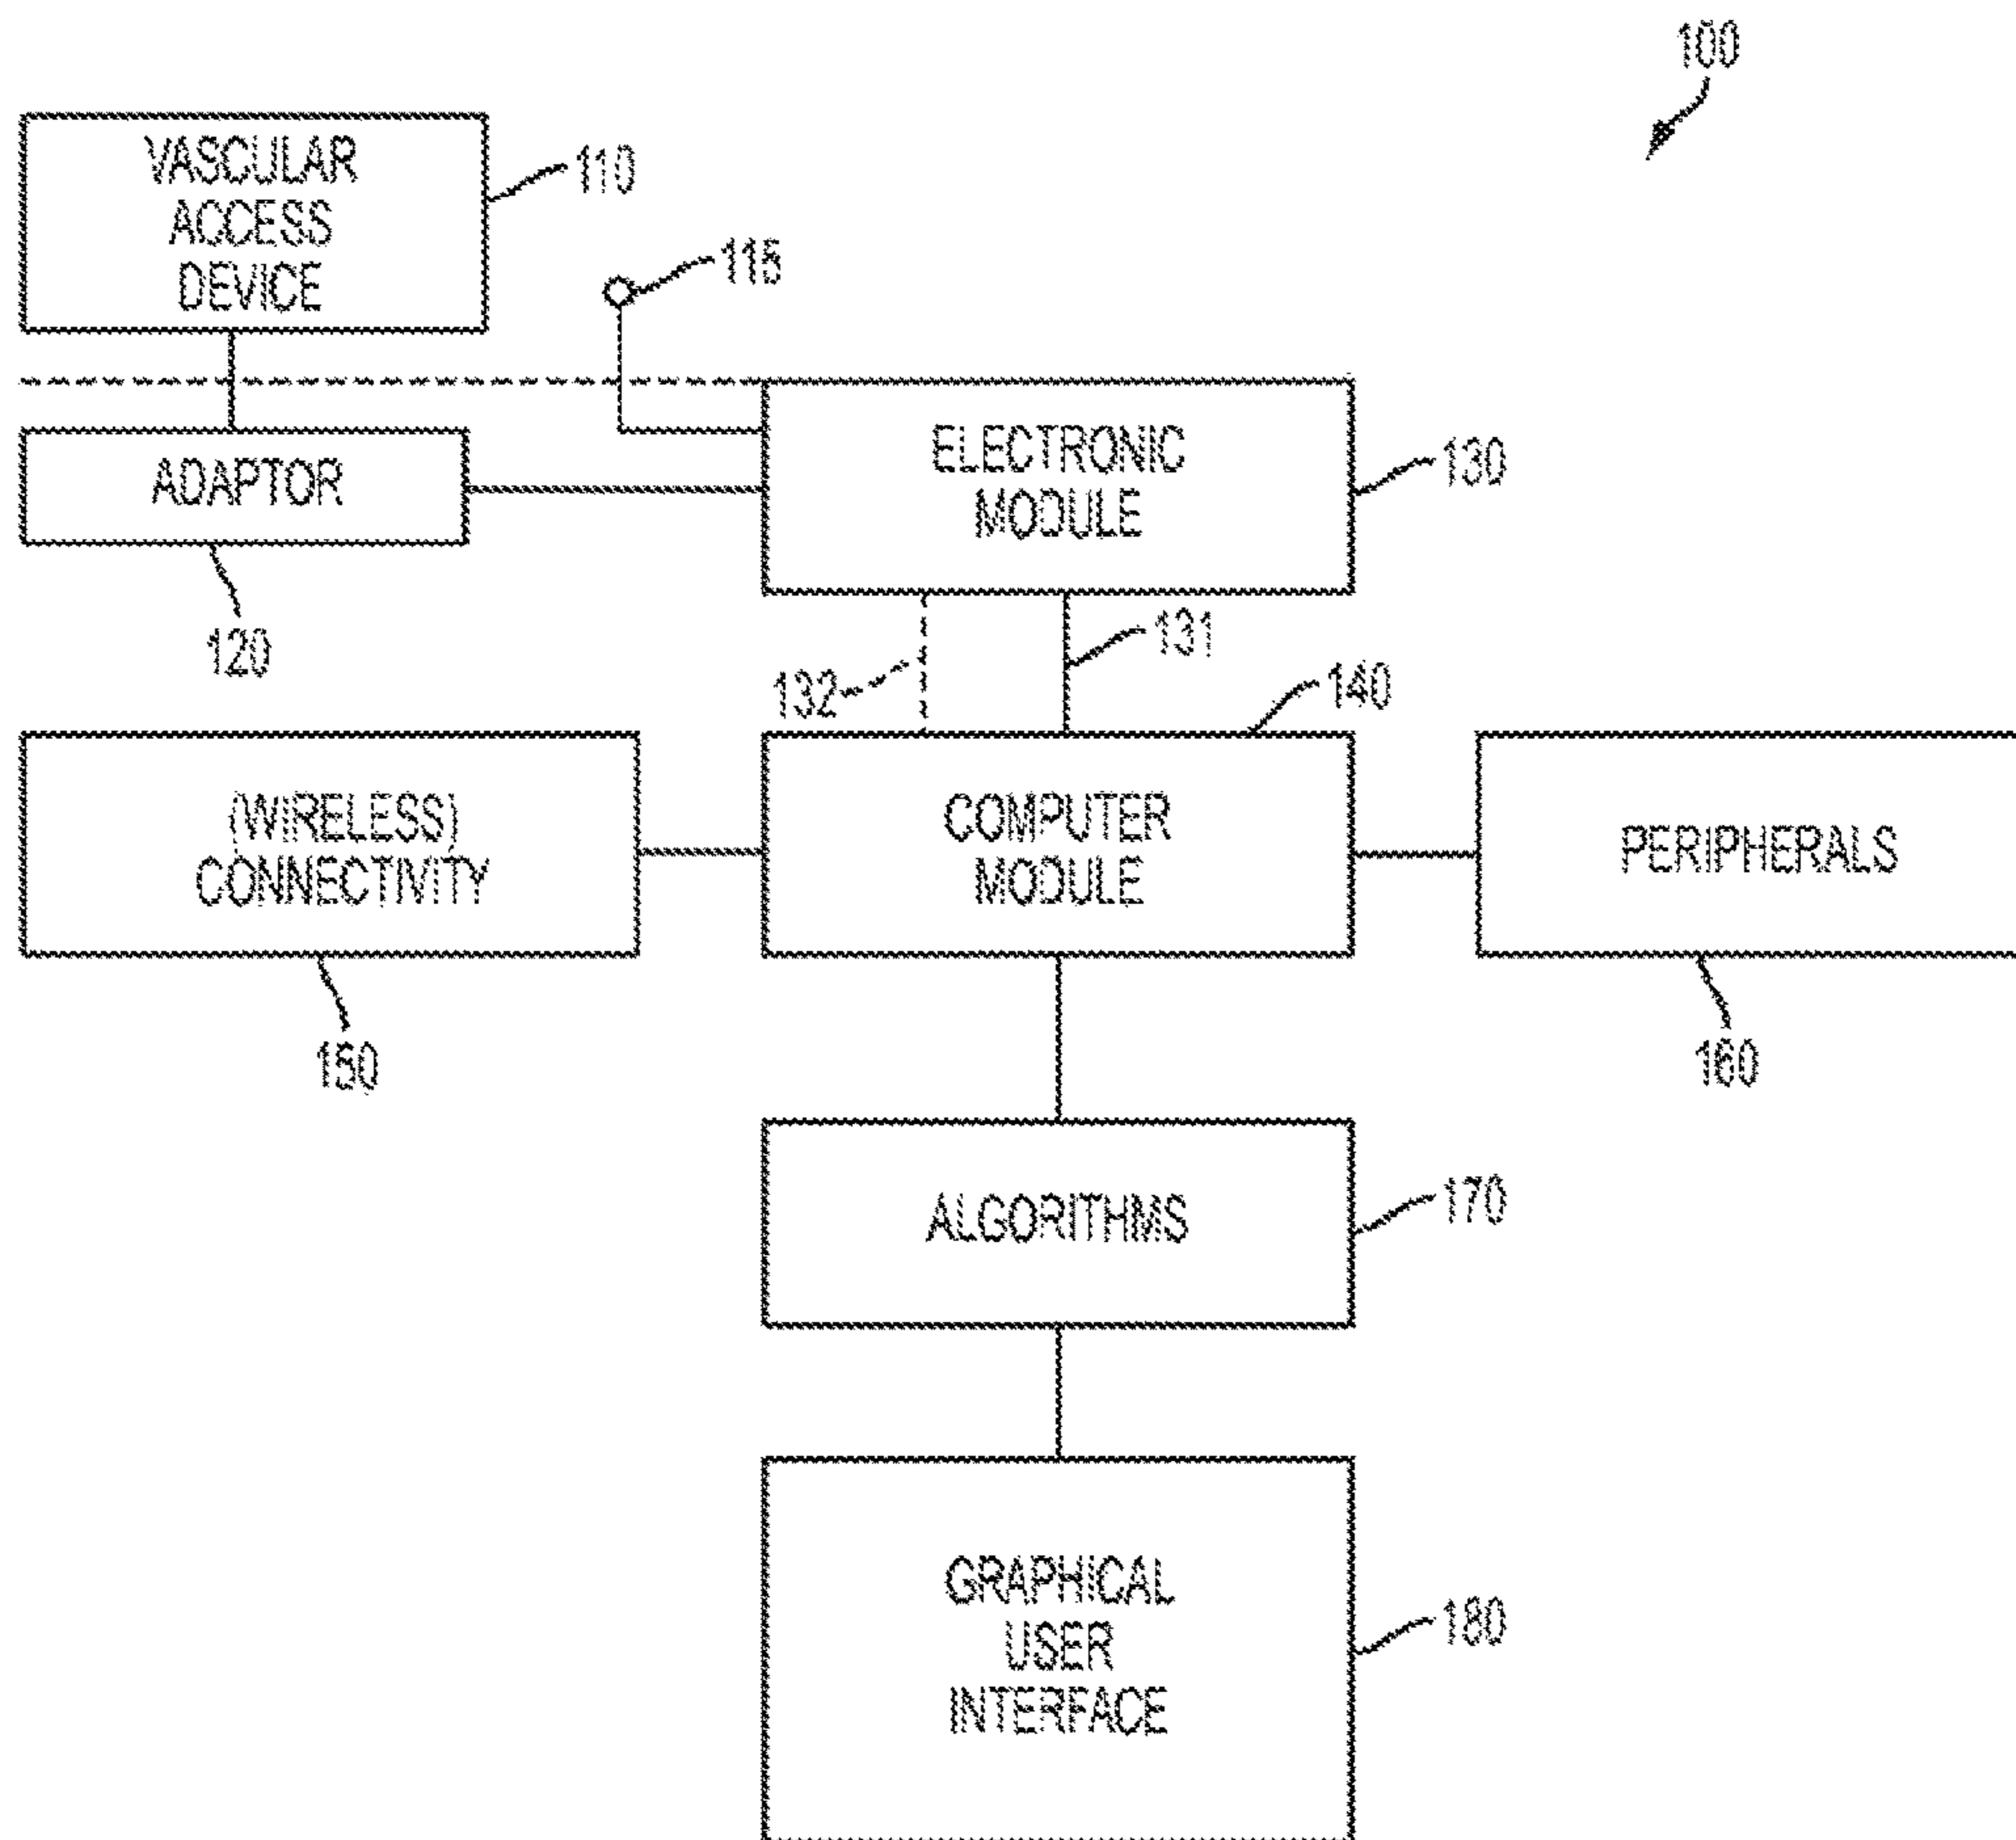 100
VASCULAR
ACCESS
DEVICE
110
115
ADAPTOR
120
ELECTRONIC
MODULE
130
131
132
140
(WIRELESS)
CONNECTIVITY
150
COMPUTER
MODULE
PERIPHERALS
160
ALGORITHMS
170
GRAPHICAL
USER
INTERFACE
180